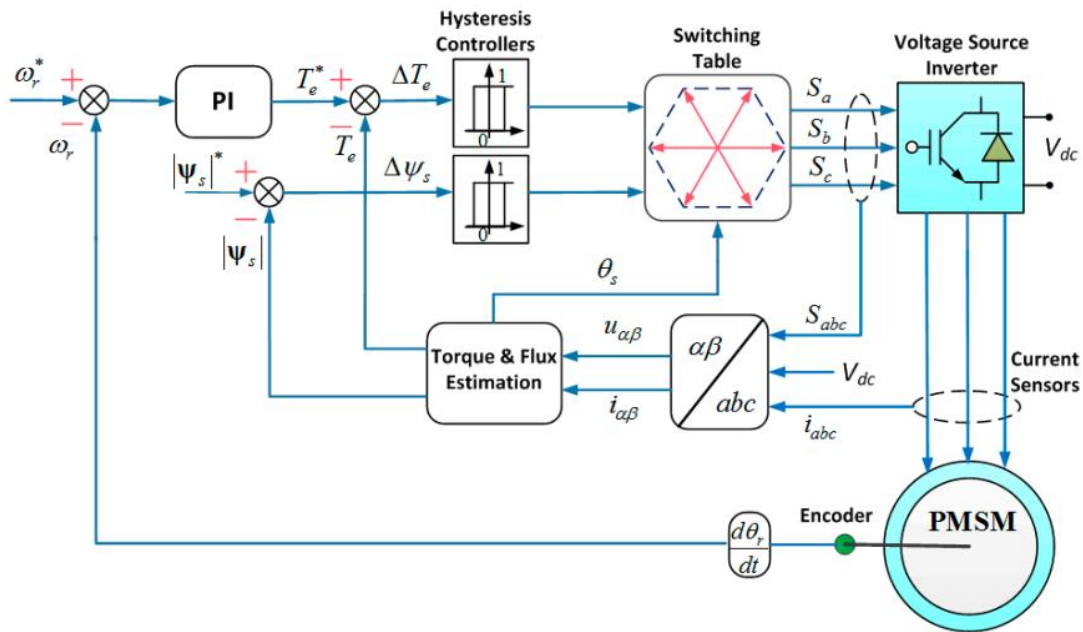 Hysteresis
Controllers
Switching
Table
Voltage Source
Inverter
ω_r^*
+
−
ω_r
PI
T_e^*
+
−
T_e
ΔT_e
1
0
S_a
S_b
S_c
V_dc
|Ψ_s|^*
+
−
|Ψ_s|
Δψ_s
1
0
θ_s
Torque & Flux
Estimation
u_αβ
i_αβ
αβ
abc
S_abc
V_dc
i_abc
Current
Sensors
Encoder
dθ_r
dt
PMSM